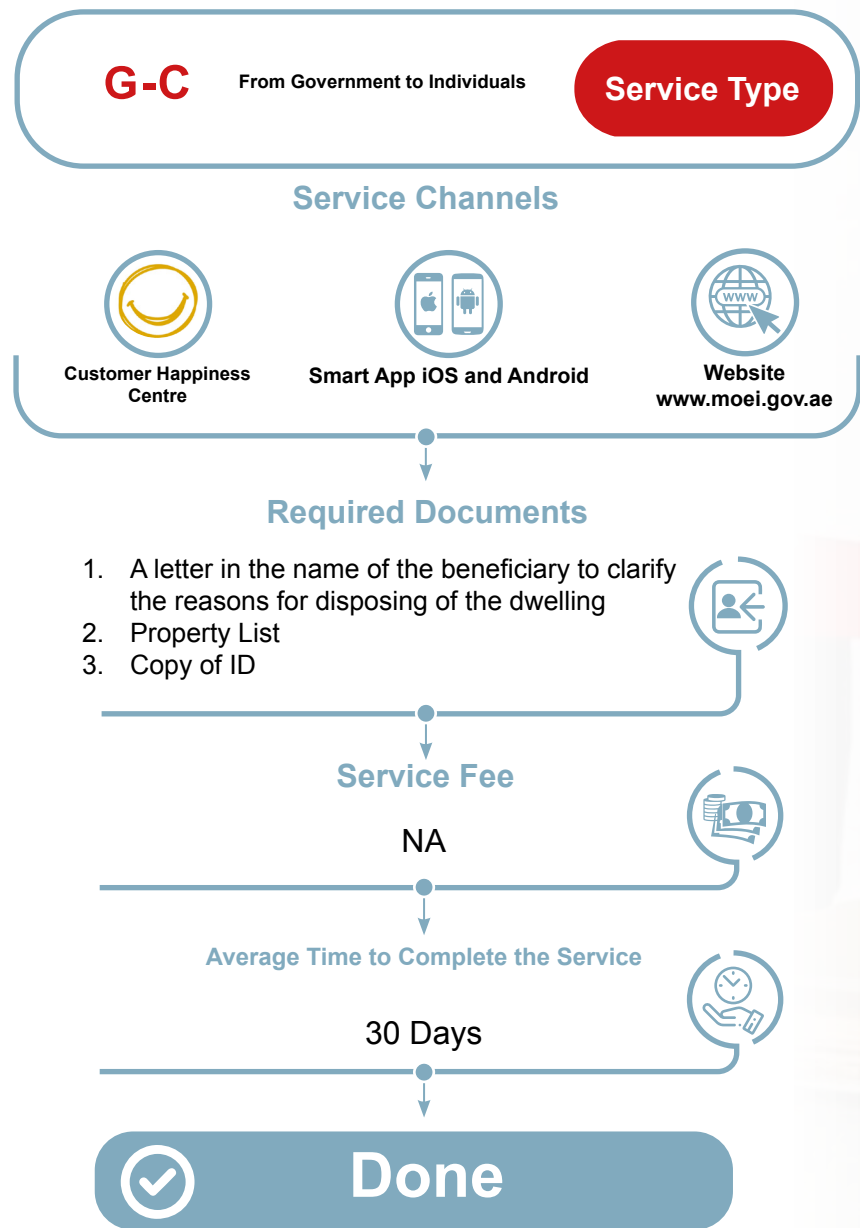 G-C
From Government to Individuals
Service Type
Service Channels
Customer Happiness
Centre
Smart App iOS and Android
www
Website
www.moei.gov.ae
Required Documents
1. A letter in the name of the beneficiary to clarify
the reasons for disposing of the dwelling
2. Property List
3. Copy of ID
Service Fee
NA
Average Time to Complete the Service
30 Days
Done